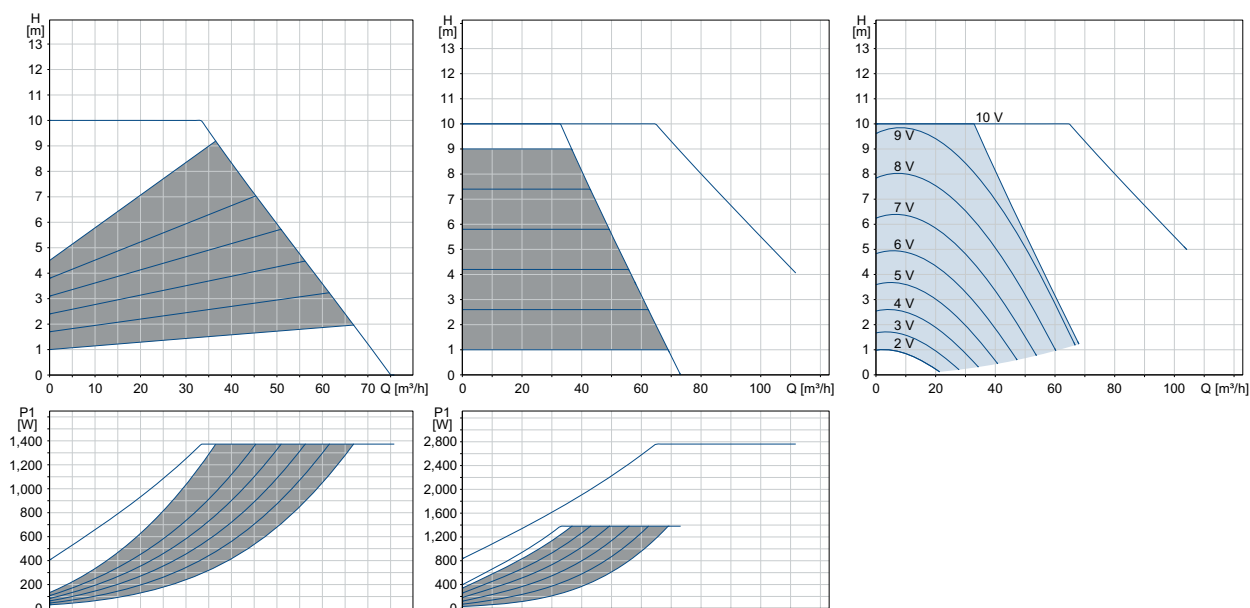 H
[m]
13
12
11
10
9
8
7
6
5
4
3
2
1
0
0 10 20 30 40 50 60 70 Q [m³/h]
H
[m]
13
12
11
10
9
8
7
6
5
4
3
2
1
0
0 20 40 60 80 100 Q [m³/h]
H
[m]
13
12
11
10
9
8
7
6
5
4
3
2
1
0
10 V
9 V
8 V
7 V
6 V
5 V
4 V
3 V
2 V
0 20 40 60 80 100 Q [m³/h]
P1
[W]
1,400
1,200
1,000
800
600
400
200
0
P1
[W]
2,800
2,400
2,000
1,600
1,200
800
400
0